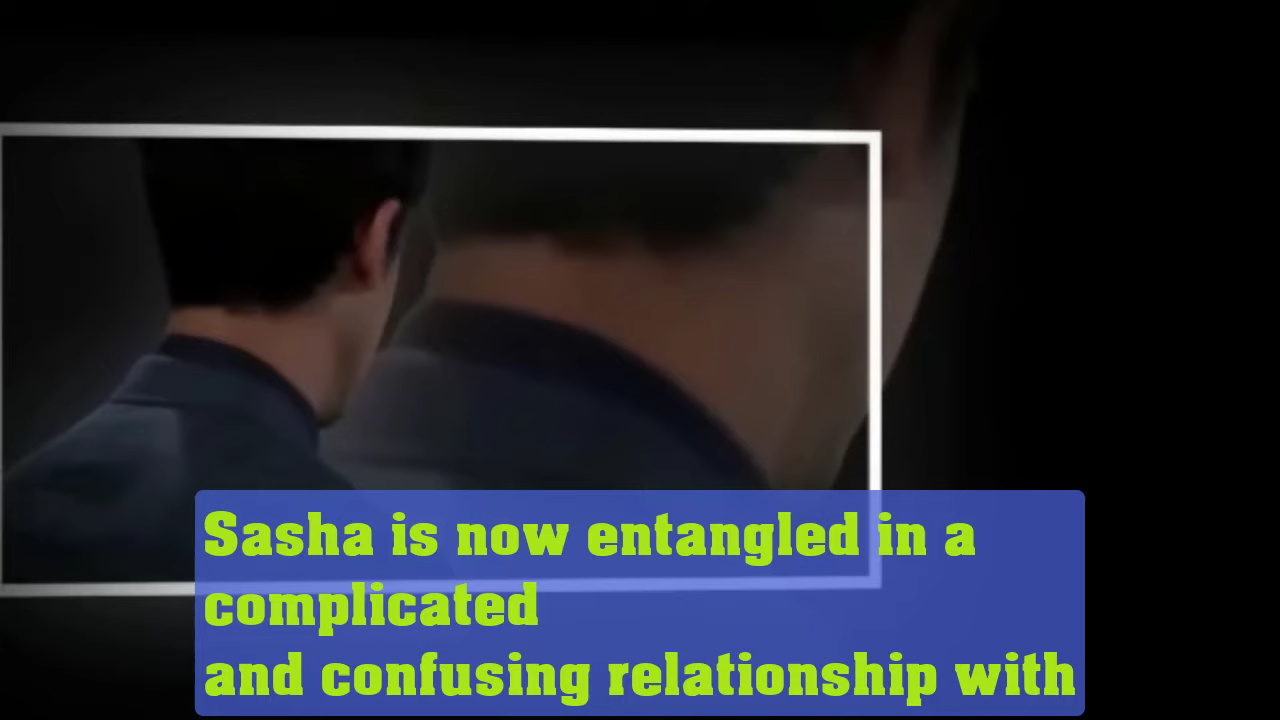 Sasha is now entangled in a
complicated
and confusing relationship with